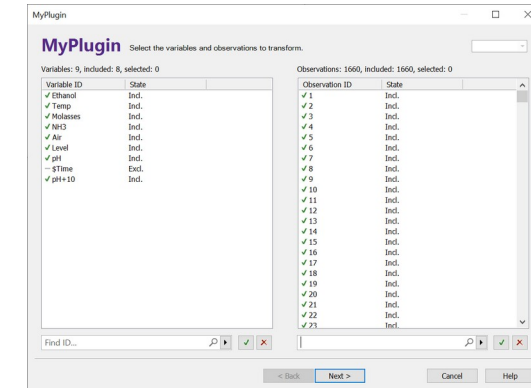 MyPlugin
MyPlugin Select the variables and observations to transform.
Variables: 9, included: 8, selected: 0
Variable ID State
Ethanol Incl.
Temp Incl.
Molasses Incl.
NH3 Incl.
Air Incl.
Level Incl.
pH Incl.
$Time Excl.
pH+10 Incl.
Find ID...
Observations: 1660, included: 1660, selected: 0
Observation ID State
1 Incl.
2 Incl.
3 Incl.
4 Incl.
5 Incl.
6 Incl.
7 Incl.
8 Incl.
9 Incl.
10 Incl.
11 Incl.
12 Incl.
13 Incl.
14 Incl.
15 Incl.
16 Incl.
17 Incl.
18 Incl.
19 Incl.
20 Incl.
21 Incl.
22 Incl.
23 Incl.
< Back Next > Cancel Help